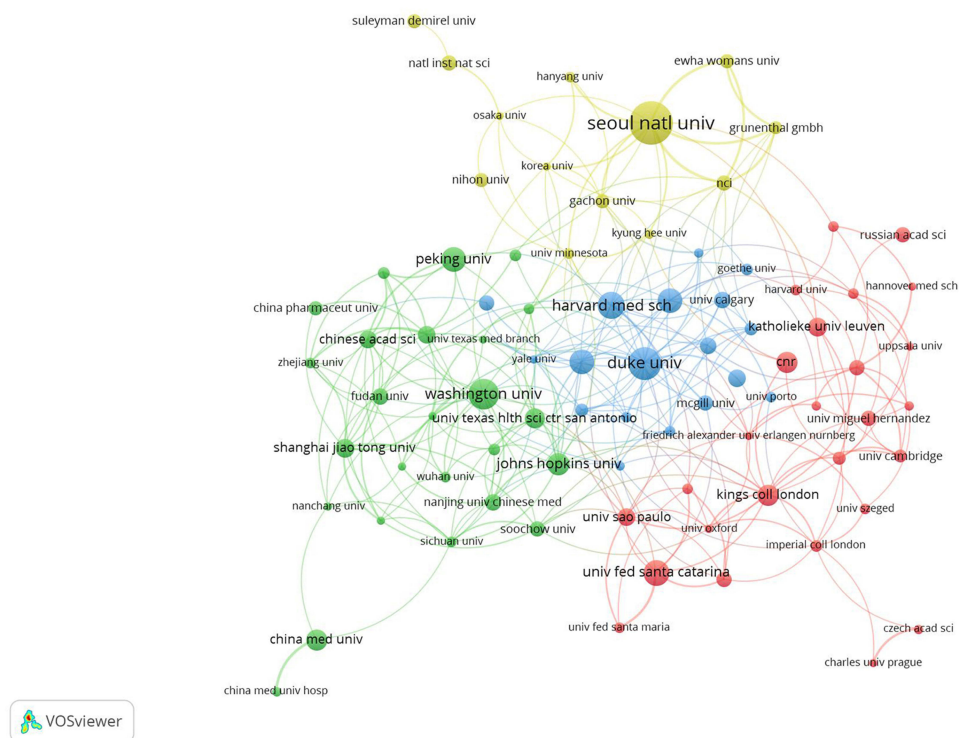 suleyman demirel univ
natl inst nat sci
ewha womans univ
hanyang univ
osaka univ
seoul natl univ
grunenthal gmbh
korea univ
nihon univ
nci
gachon univ
kyung hee univ
russian acad sci
univ minnesota
peking univ
goethe univ
harvard univ
hannover med sch
china pharmaceut univ
harvard med sch
univ calgary
katholieke univ leuven
chinese acad sci
univ texas med branch
uppsala univ
zhejiang univ
yale univ
duke univ
cnr
fudan univ
washington univ
mcgill univ
univ porto
univ texas hlth sci ctr san antonio
univ miguel hernandez
friedrich alexander univ erlangen nurnberg
shanghai jiao tong univ
univ cambridge
johns hopkins univ
wuhan univ
kings coll london
nanchang univ
nanjing univ chinese med
univ szeged
univ sao paulo
soochow univ
univ oxford
sichuan univ
imperial coll london
univ fed santa catarina
univ fed santa maria
czech acad sci
china med univ
charles univ prague
china med univ hosp
VOSviewer